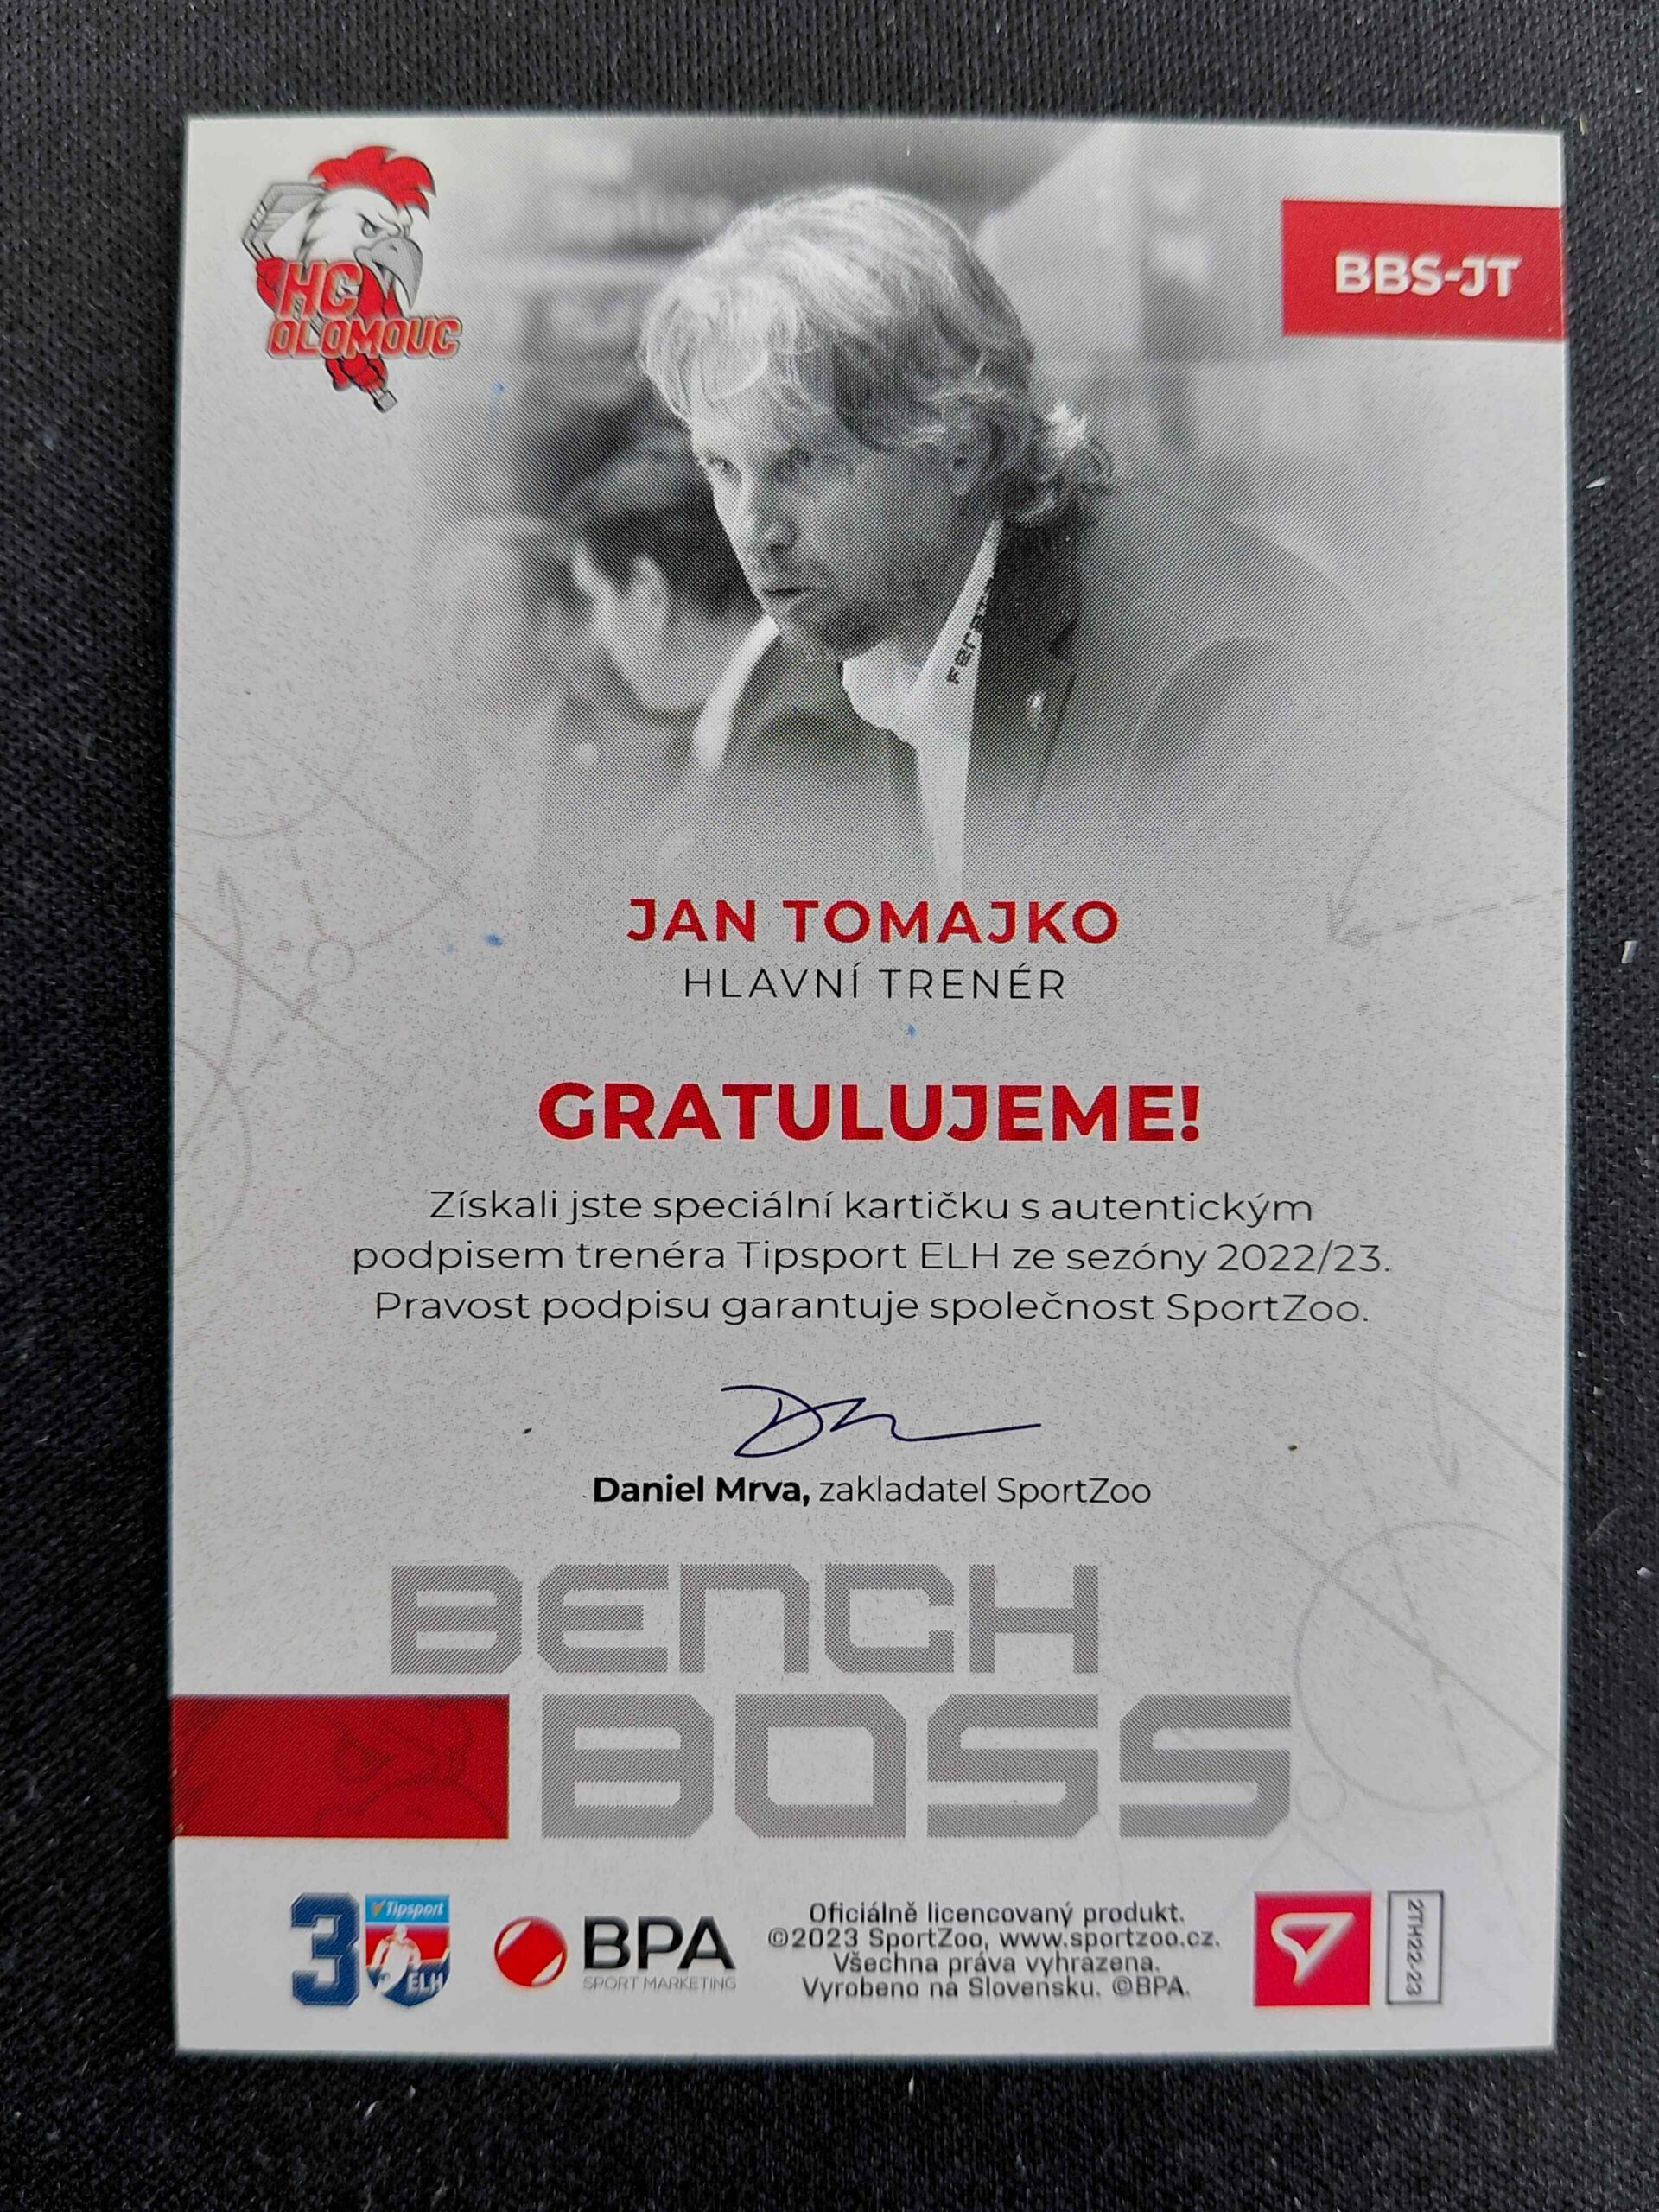 HC
OLOMOUC
BBS-JT
JAN TOMAJKO
HLAVNÍ TRENÉR
GRATULUJEME!
Získali jste speciální kartičku s autentickým
podpisem trenéra Tipsport ELH ze sezóny 2022/23.
Pravost podpisu garantuje společnost SportZoo.
Daniel Mrva, zakladatel SportZoo
BENCH
BOSS
30
Tipsport
ELH
BPA
SPORT MARKETING
Oficiálně licencovaný produkt.
©2023 SportZoo, www.sportzoo.cz.
Všechna práva vyhrazena.
Vyrobeno na Slovensku. ©BPA.
2TH22-23